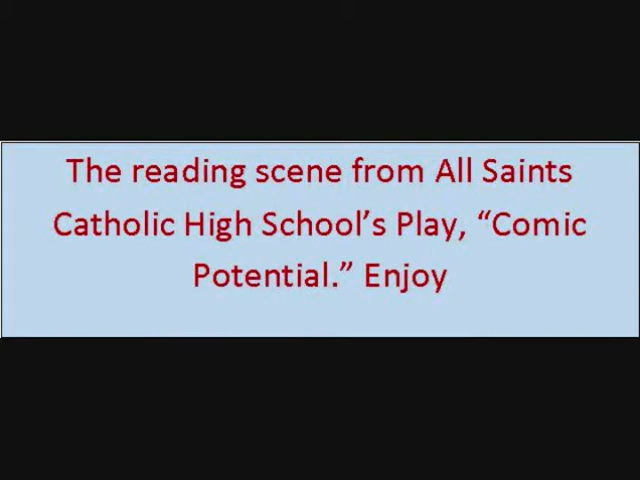 The reading scene from All Saints
Catholic High School’s Play, “Comic
Potential.” Enjoy